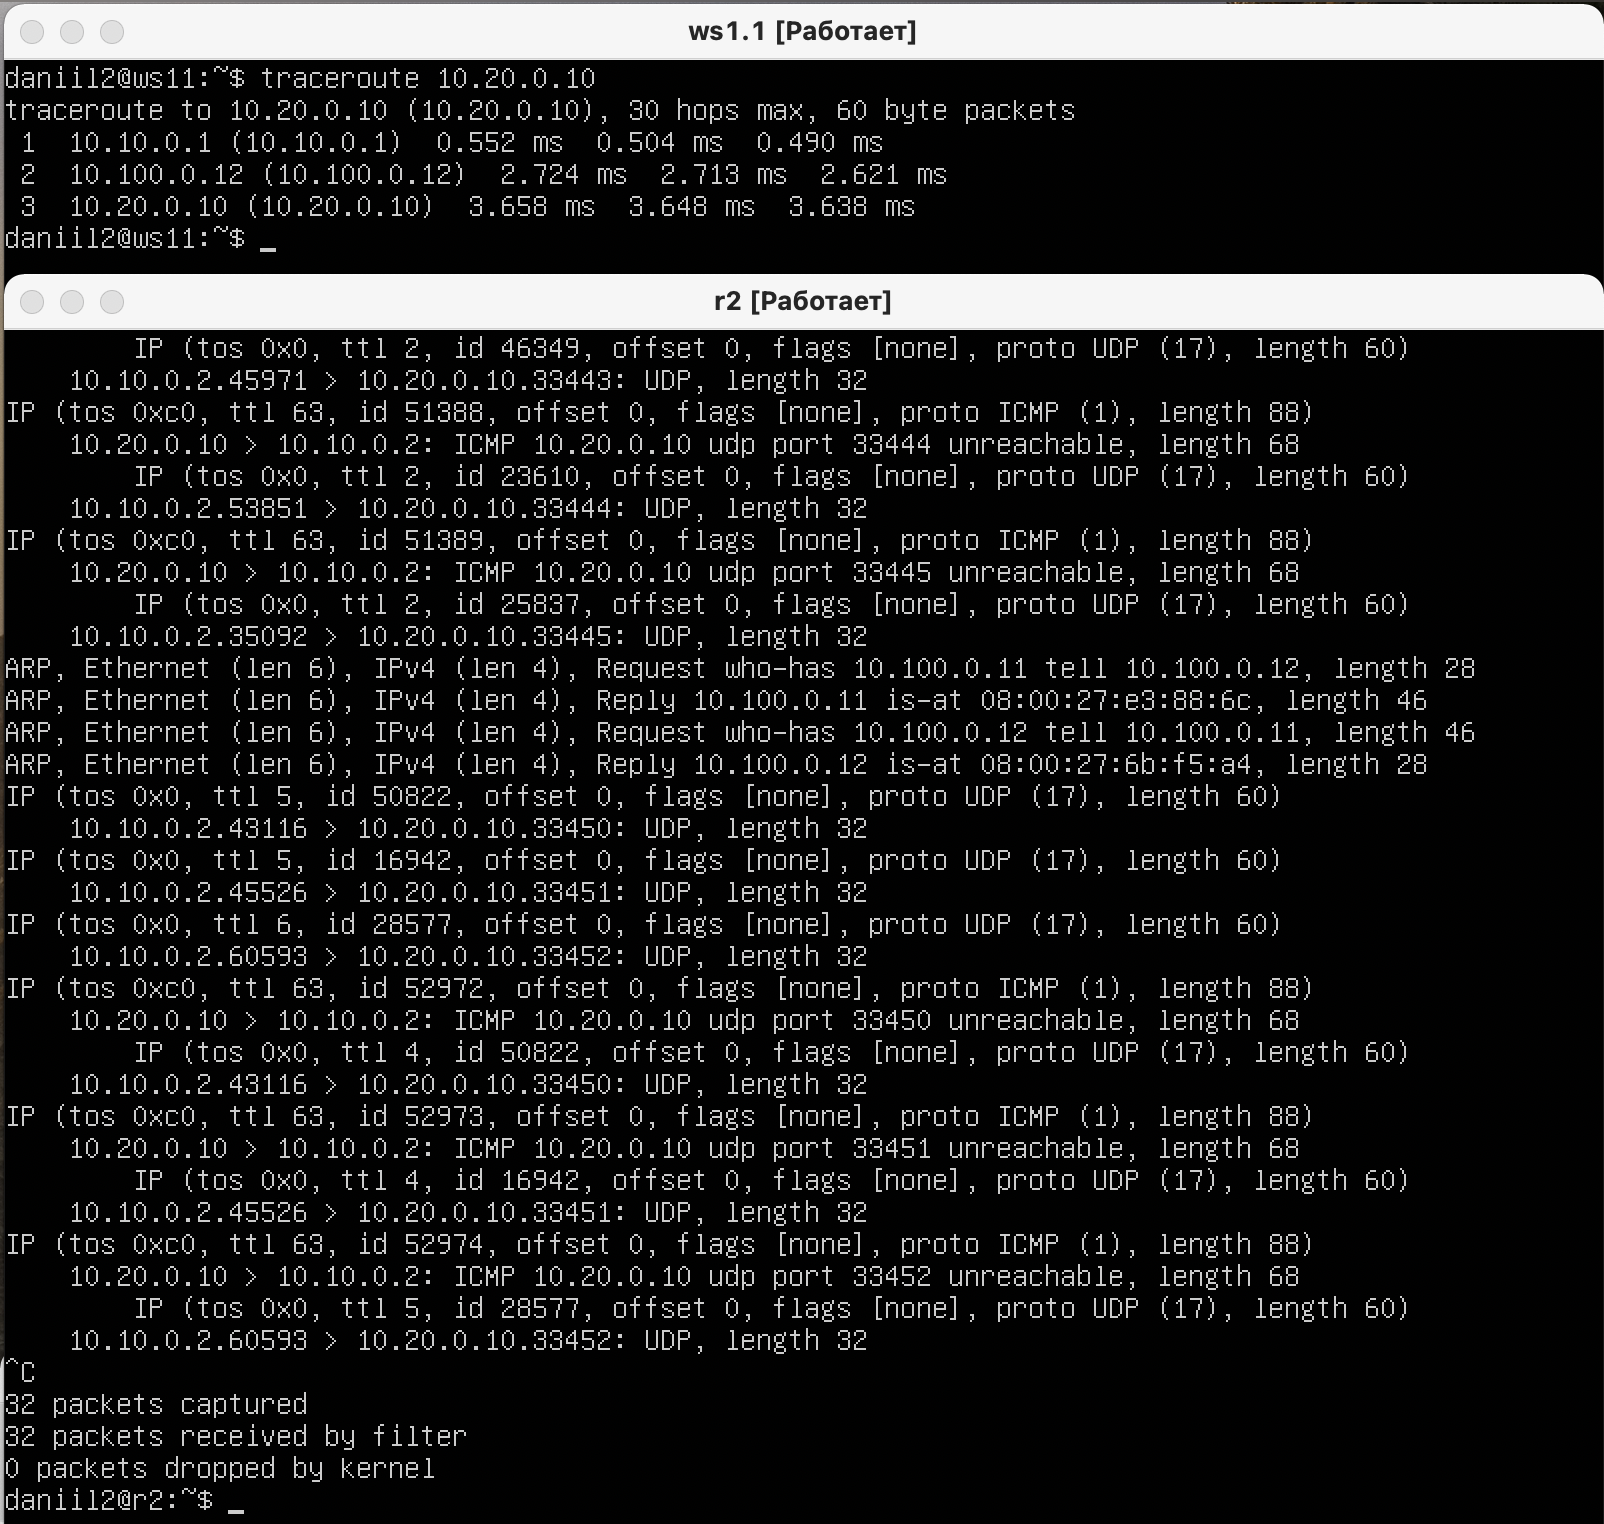 ws1.1 [Работает]
daniil2@ws11:~$ traceroute 10.20.0.10
traceroute to 10.20.0.10 (10.20.0.10), 30 hops max, 60 byte packets
 1  10.10.0.1 (10.10.0.1)  0.552 ms  0.504 ms  0.490 ms
 2  10.100.0.12 (10.100.0.12)  2.724 ms  2.713 ms  2.621 ms
 3  10.20.0.10 (10.20.0.10)  3.658 ms  3.648 ms  3.638 ms
daniil2@ws11:~$ _
r2 [Работает]
        IP (tos 0x0, ttl 2, id 46349, offset 0, flags [none], proto UDP (17), length 60)
    10.10.0.2.45971 > 10.20.0.10.33443: UDP, length 32
IP (tos 0xc0, ttl 63, id 51388, offset 0, flags [none], proto ICMP (1), length 88)
    10.20.0.10 > 10.10.0.2: ICMP 10.20.0.10 udp port 33444 unreachable, length 68
        IP (tos 0x0, ttl 2, id 23610, offset 0, flags [none], proto UDP (17), length 60)
    10.10.0.2.53851 > 10.20.0.10.33444: UDP, length 32
IP (tos 0xc0, ttl 63, id 51389, offset 0, flags [none], proto ICMP (1), length 88)
    10.20.0.10 > 10.10.0.2: ICMP 10.20.0.10 udp port 33445 unreachable, length 68
        IP (tos 0x0, ttl 2, id 25837, offset 0, flags [none], proto UDP (17), length 60)
    10.10.0.2.35092 > 10.20.0.10.33445: UDP, length 32
ARP, Ethernet (len 6), IPv4 (len 4), Request who-has 10.100.0.11 tell 10.100.0.12, length 28
ARP, Ethernet (len 6), IPv4 (len 4), Reply 10.100.0.11 is-at 08:00:27:e3:88:6c, length 46
ARP, Ethernet (len 6), IPv4 (len 4), Request who-has 10.100.0.12 tell 10.100.0.11, length 46
ARP, Ethernet (len 6), IPv4 (len 4), Reply 10.100.0.12 is-at 08:00:27:6b:f5:a4, length 28
IP (tos 0x0, ttl 5, id 50822, offset 0, flags [none], proto UDP (17), length 60)
    10.10.0.2.43116 > 10.20.0.10.33450: UDP, length 32
IP (tos 0x0, ttl 5, id 16942, offset 0, flags [none], proto UDP (17), length 60)
    10.10.0.2.45526 > 10.20.0.10.33451: UDP, length 32
IP (tos 0x0, ttl 6, id 28577, offset 0, flags [none], proto UDP (17), length 60)
    10.10.0.2.60593 > 10.20.0.10.33452: UDP, length 32
IP (tos 0xc0, ttl 63, id 52972, offset 0, flags [none], proto ICMP (1), length 88)
    10.20.0.10 > 10.10.0.2: ICMP 10.20.0.10 udp port 33450 unreachable, length 68
        IP (tos 0x0, ttl 4, id 50822, offset 0, flags [none], proto UDP (17), length 60)
    10.10.0.2.43116 > 10.20.0.10.33450: UDP, length 32
IP (tos 0xc0, ttl 63, id 52973, offset 0, flags [none], proto ICMP (1), length 88)
    10.20.0.10 > 10.10.0.2: ICMP 10.20.0.10 udp port 33451 unreachable, length 68
        IP (tos 0x0, ttl 4, id 16942, offset 0, flags [none], proto UDP (17), length 60)
    10.10.0.2.45526 > 10.20.0.10.33451: UDP, length 32
IP (tos 0xc0, ttl 63, id 52974, offset 0, flags [none], proto ICMP (1), length 88)
    10.20.0.10 > 10.10.0.2: ICMP 10.20.0.10 udp port 33452 unreachable, length 68
        IP (tos 0x0, ttl 5, id 28577, offset 0, flags [none], proto UDP (17), length 60)
    10.10.0.2.60593 > 10.20.0.10.33452: UDP, length 32
^C
32 packets captured
32 packets received by filter
0 packets dropped by kernel
daniil2@r2:~$ _